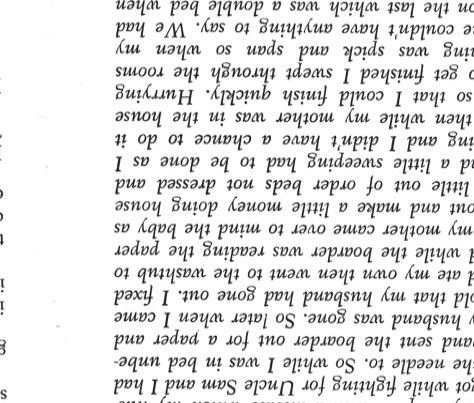 got while fighting for Uncle Sam and I had
the needle to. So while I was in bed unbe-
and sent the boarder out for a paper and
y husband was gone. So later when I came
old that my husband had gone out. I fixed
d ate my own then went to the washtub to
d while the boarder was reading the paper
my mother came over to mind the baby as
out and make a little money doing house
little out of order beds not dressed and
nd a little sweeping had to be done as I
ing and I didn't have a chance to do it
then while my mother was in the house
so that I could finish quickly. Hurrying
o get finished I swept through the rooms
ning was spick and span so when my
he couldn't have anything to say. We had
on the last which was a double bed when